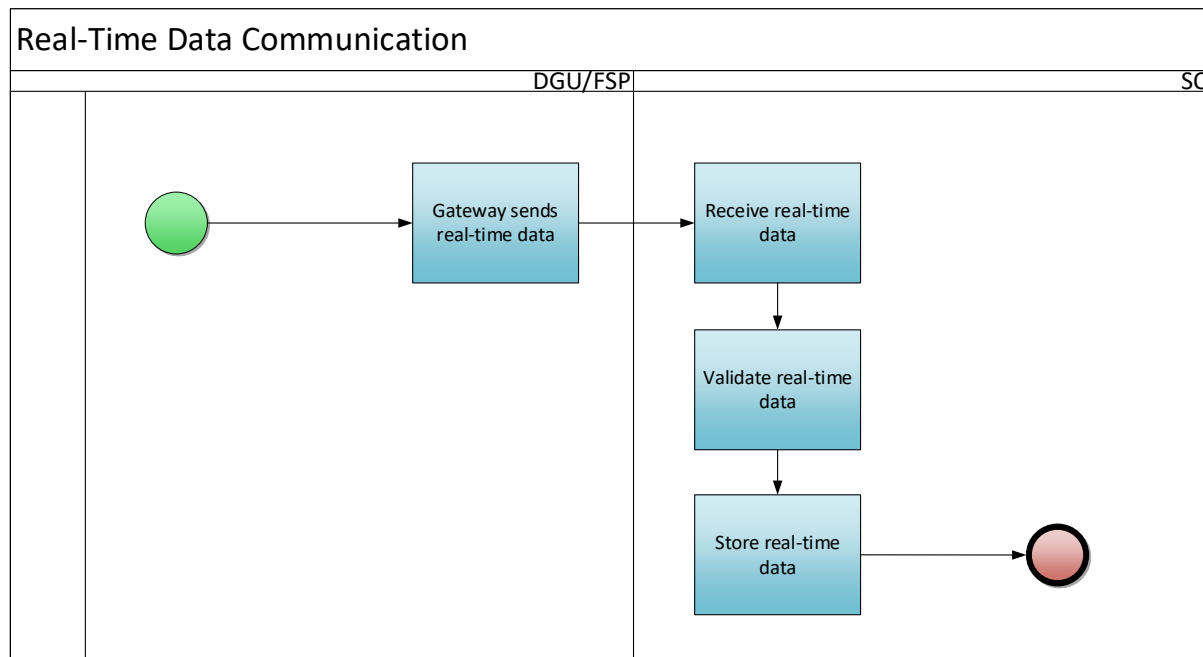 Real-Time Data Communication
DGU/FSP
SO
Gateway sends
real-time data
Receive real-time
data
Validate real-time
data
Store real-time
data